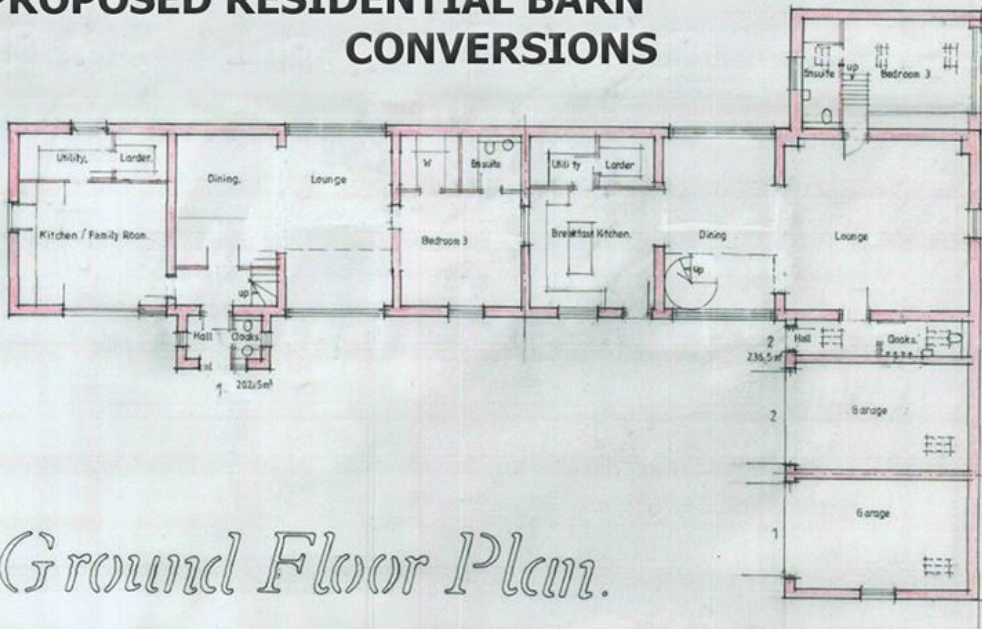 PROPOSED RESIDENTIAL BARN
CONVERSIONS
Ensuite
up
Bedroom 3
Utility.
Larder.
Dining.
Lounge
W
Ensuite
Utility
Larder
Kitchen / Family Room.
Bedroom 3
Breakfast Kitchen.
Dining
Lounge
up
up
Hall
Cloaks.
2
236.5m²
Hall
Cloaks.
1.
202.5m²
2
Garage
1
Garage
Ground Floor Plan.